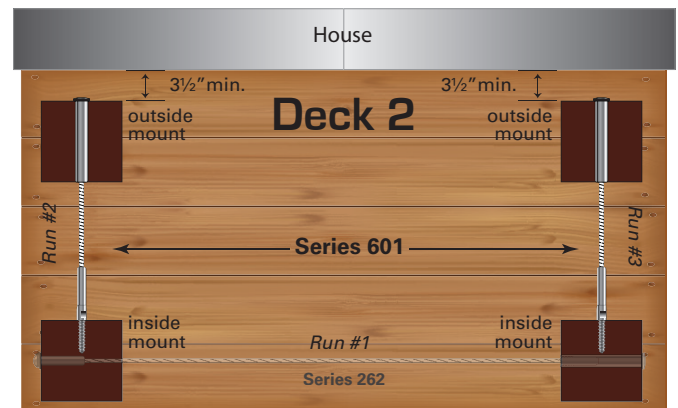 House
3½” min.
3½” min.
outside
mount
Deck 2
outside
mount
Run #2
Series 601
Run #3
inside
mount
Run #1
inside
mount
Series 262